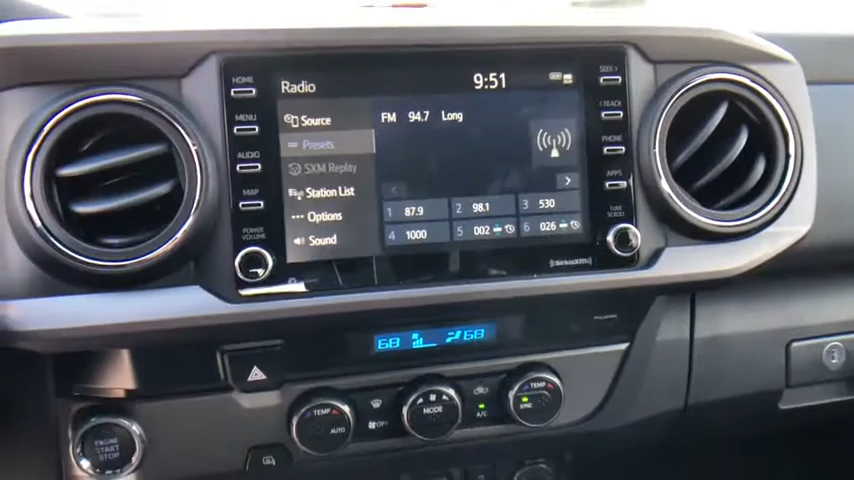 HOME
MENU
AUDIO
MAP
POWER
VOLUME
Radio
9:51
Source
Presets
SXM Replay
Station List
Options
Sound
FM 94.7 Long
1 87.9 2 98.1 3 530
4 1000 5 002 6 026
SiriusXM
SEEK >
< TRACK
PHONE
APPS
TUNE
SCROLL
PASSENGER
68 68
TEMP
AUTO
OFF
MODE
A/C
TEMP
SYNC
ENGINE
START
STOP